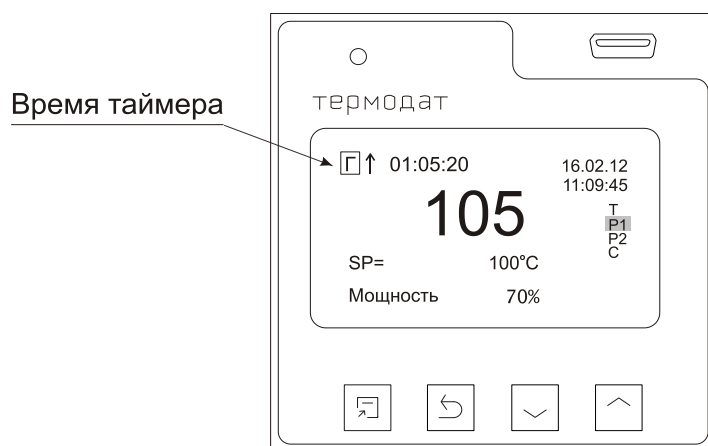 Время таймера
термодат
Г↑ 01:05:20
16.02.12
11:09:45
105
T
P1
P2
C
SP= 100°C
Мощность 70%